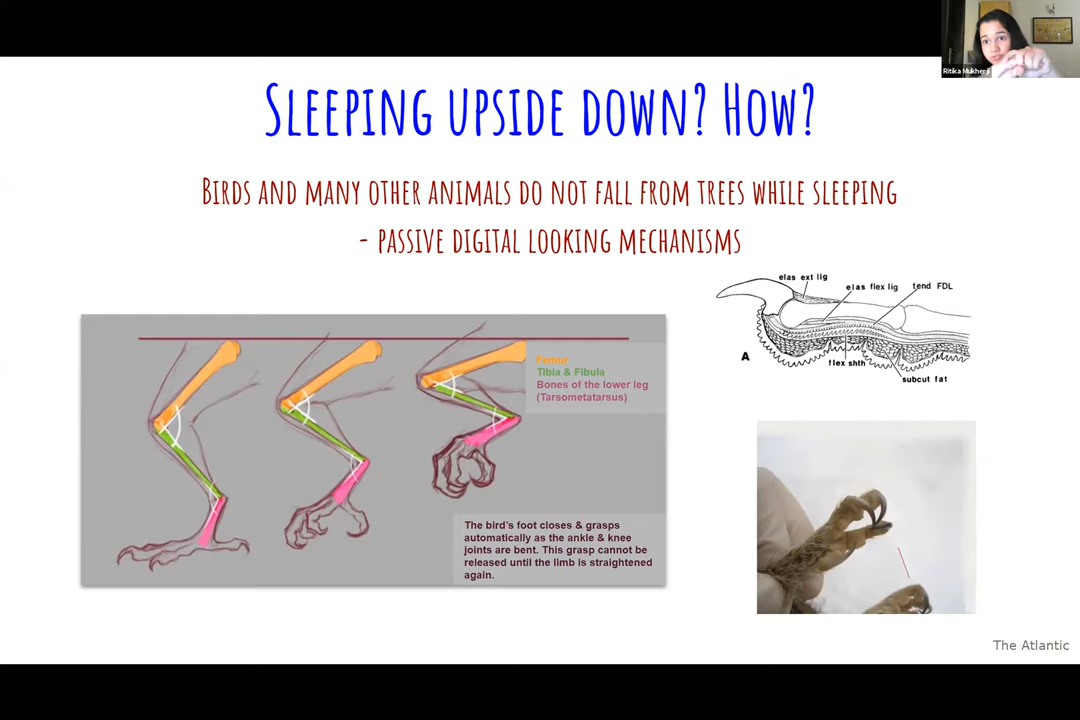 Ritika Mukherji
SLEEPING UPSIDE DOWN? HOW?
BIRDS AND MANY OTHER ANIMALS DO NOT FALL FROM TREES WHILE SLEEPING
- PASSIVE DIGITAL LOOKING MECHANISMS
elas ext lig
elas flex lig
tend FDL
A
flex shth
subcut fat
Femur
Tibia & Fibula
Bones of the lower leg
(Tarsometatarsus)
The bird's foot closes & grasps
automatically as the ankle & knee
joints are bent. This grasp cannot be
released until the limb is straightened
again.
The Atlantic